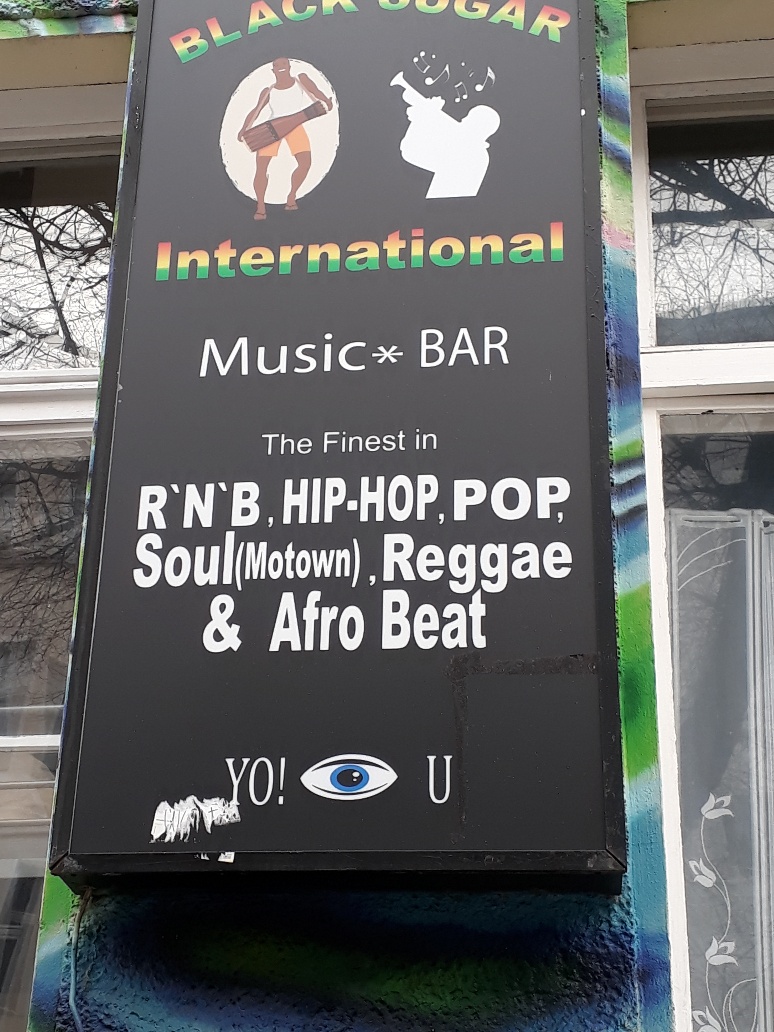 BLACK SUGAR
International
Music* BAR
The Finest in
R`N`B, HIP-HOP, POP,
Soul(Motown), Reggae
& Afro Beat
YO! U